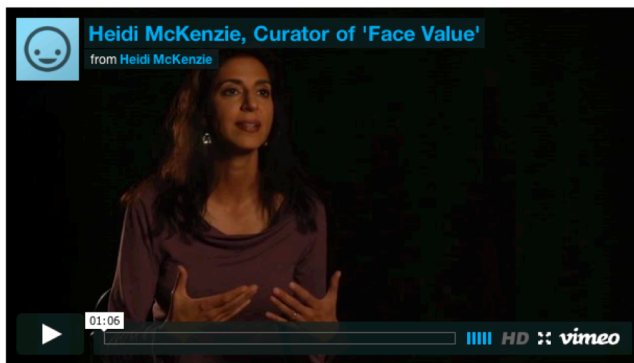 Heidi McKenzie, Curator of 'Face Value'
from Heidi McKenzie
01:06
HD vimeo